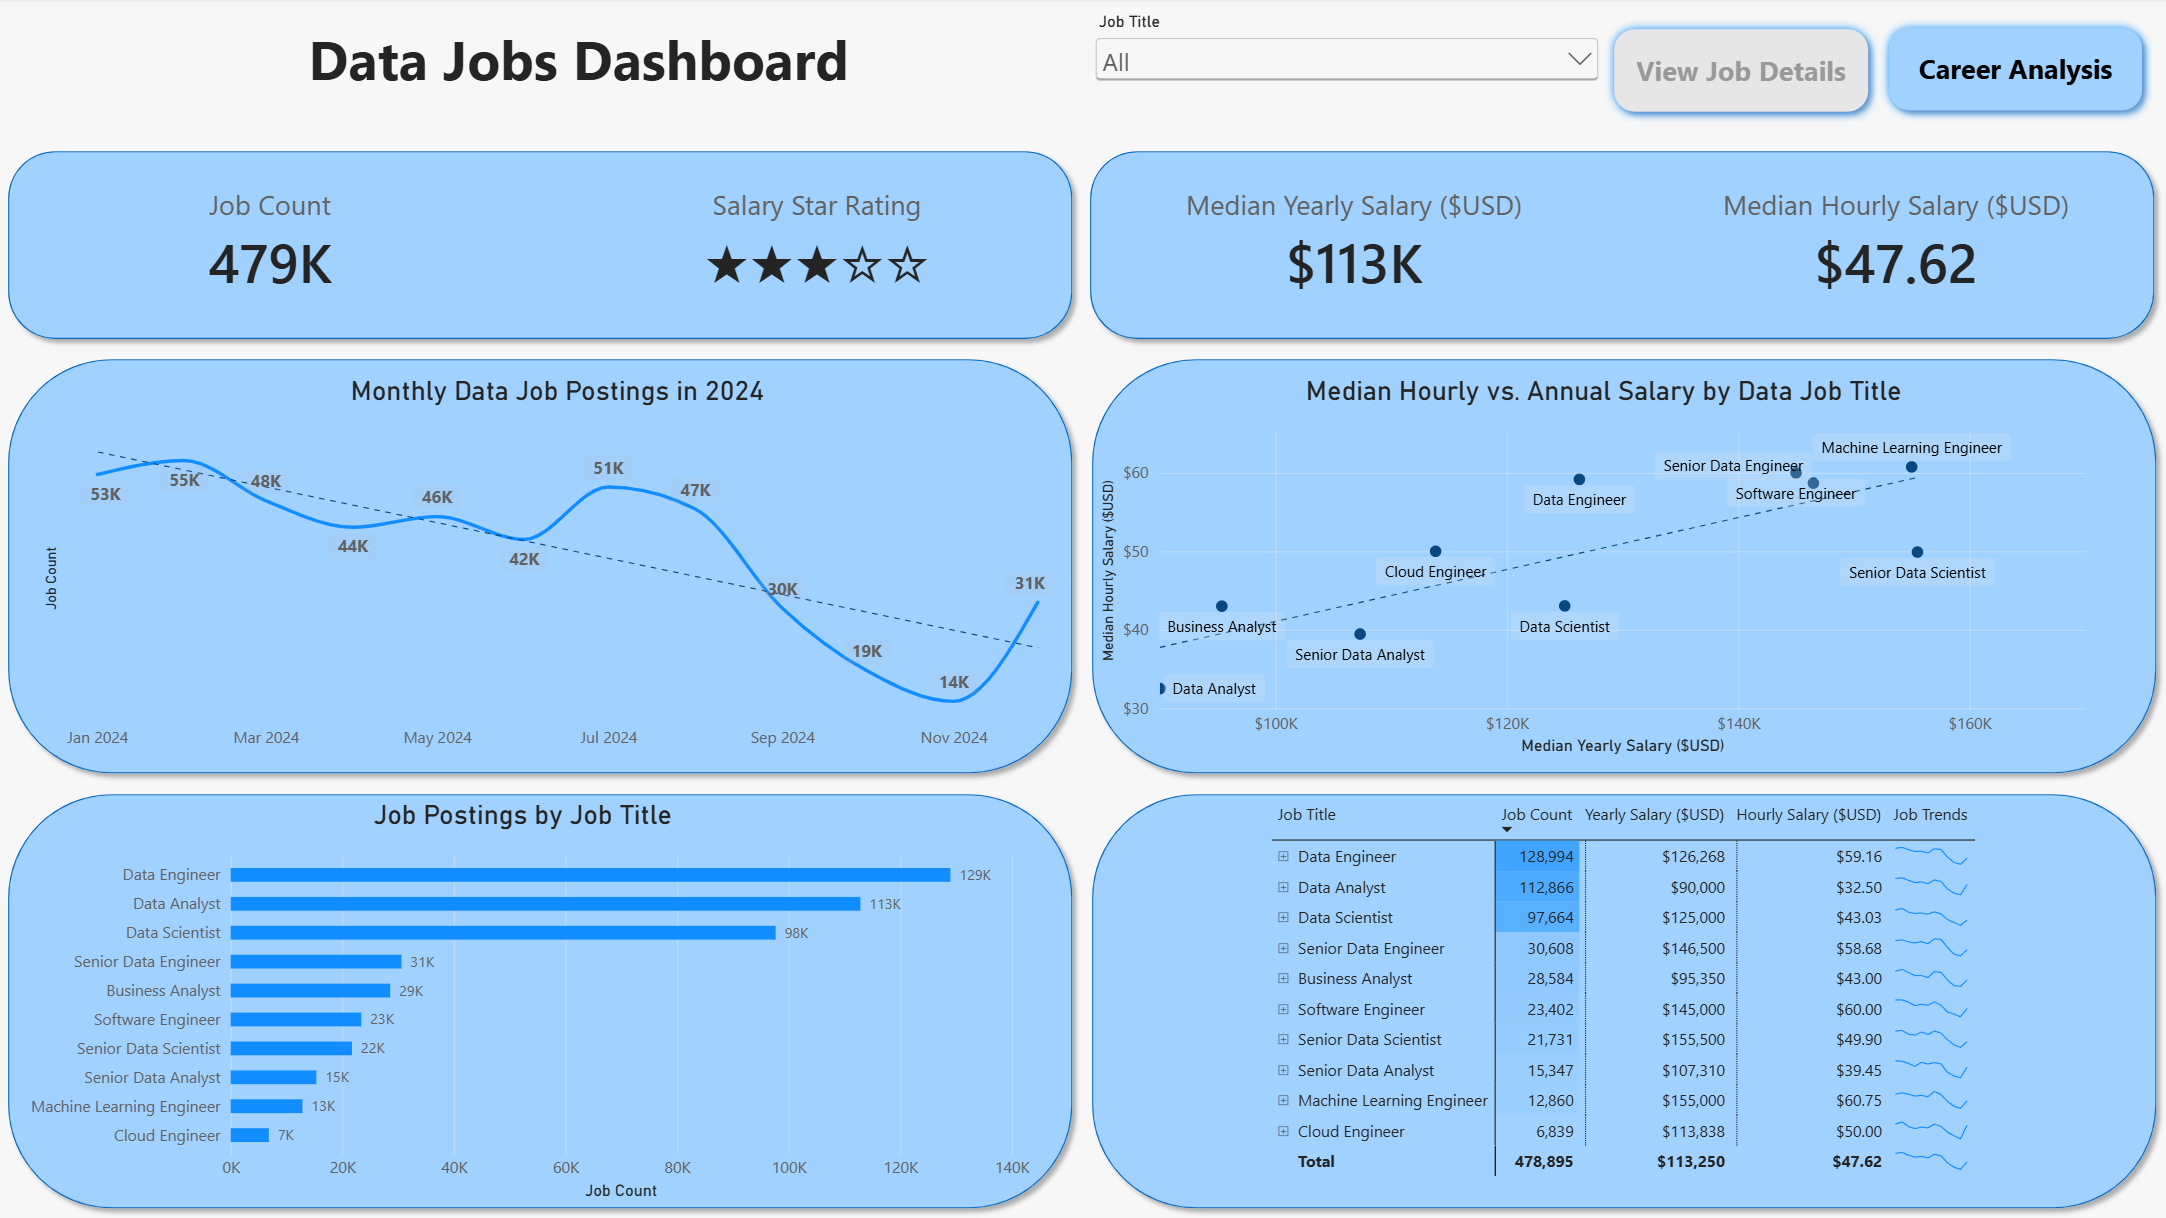 Data Jobs Dashboard
Job Title
All
View Job Details
Career Analysis
Job Count
479K
Salary Star Rating
★★★☆☆
Median Yearly Salary ($USD)
$113K
Median Hourly Salary ($USD)
$47.62
Monthly Data Job Postings in 2024
Job Count
53K
55K
48K
44K
46K
42K
51K
47K
30K
19K
14K
31K
Jan 2024
Mar 2024
May 2024
Jul 2024
Sep 2024
Nov 2024
Median Hourly vs. Annual Salary by Data Job Title
Median Hourly Salary ($USD)
$60
$50
$40
$30
Machine Learning Engineer
Senior Data Engineer
Software Engineer
Data Engineer
Cloud Engineer
Senior Data Scientist
Business Analyst
Data Scientist
Senior Data Analyst
Data Analyst
$100K
$120K
$140K
$160K
Median Yearly Salary ($USD)
Job Postings by Job Title
Data Engineer 129K
Data Analyst 113K
Data Scientist 98K
Senior Data Engineer 31K
Business Analyst 29K
Software Engineer 23K
Senior Data Scientist 22K
Senior Data Analyst 15K
Machine Learning Engineer 13K
Cloud Engineer 7K
0K 20K 40K 60K 80K 100K 120K 140K
Job Count
Job Title Job Count Yearly Salary ($USD) Hourly Salary ($USD) Job Trends
Data Engineer 128,994 $126,268 $59.16
Data Analyst 112,866 $90,000 $32.50
Data Scientist 97,664 $125,000 $43.03
Senior Data Engineer 30,608 $146,500 $58.68
Business Analyst 28,584 $95,350 $43.00
Software Engineer 23,402 $145,000 $60.00
Senior Data Scientist 21,731 $155,500 $49.90
Senior Data Analyst 15,347 $107,310 $39.45
Machine Learning Engineer 12,860 $155,000 $60.75
Cloud Engineer 6,839 $113,838 $50.00
Total 478,895 $113,250 $47.62